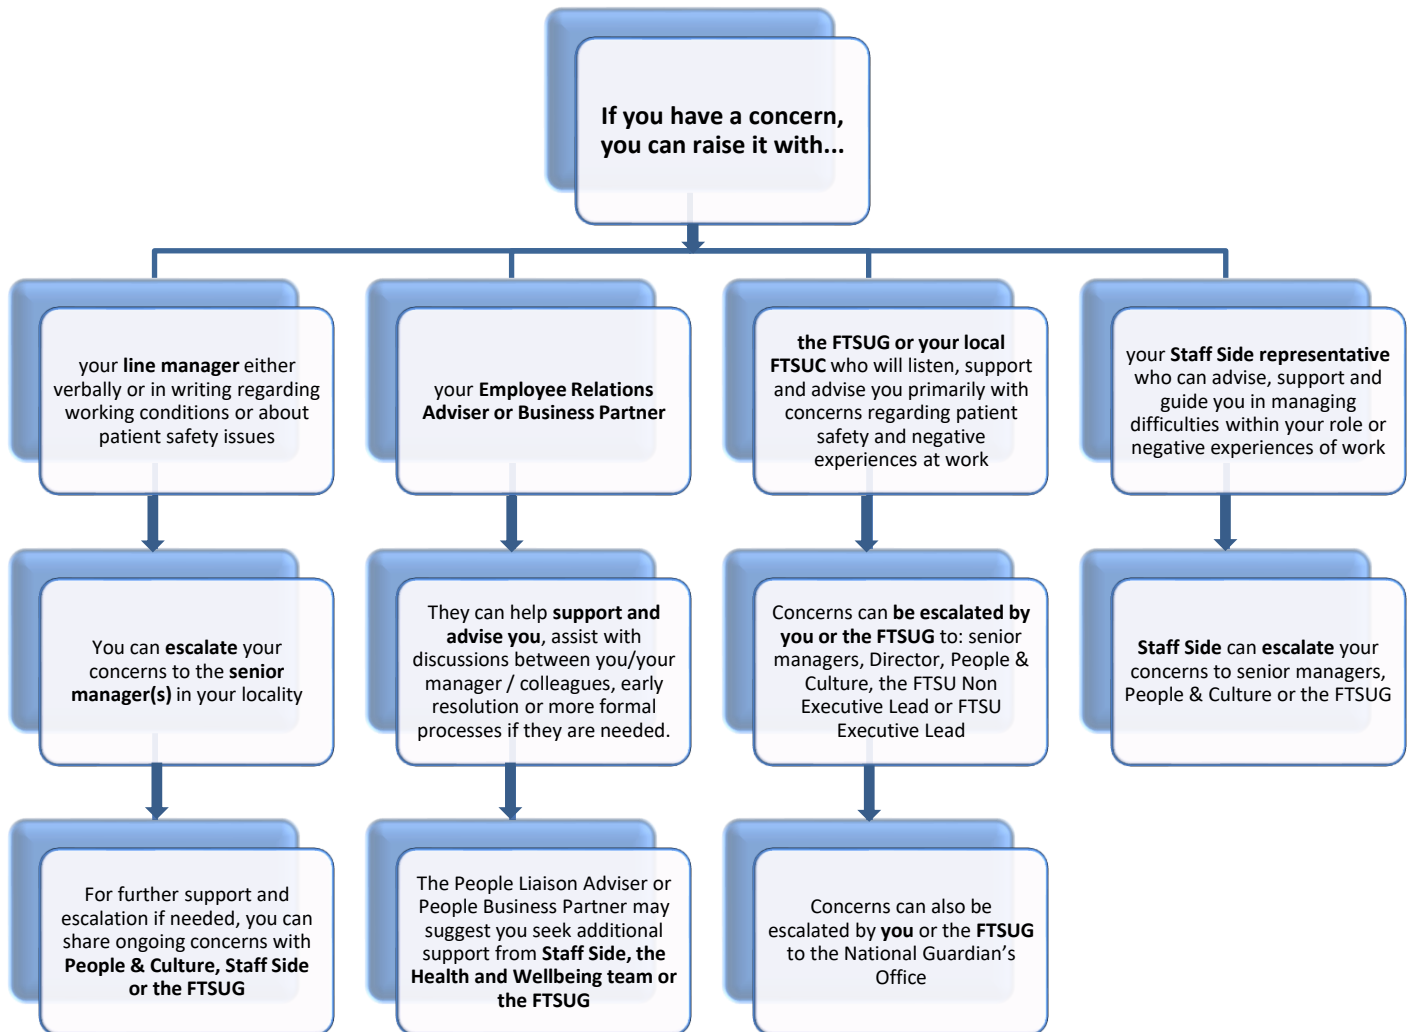 If you have a concern,
you can raise it with...
your line manager either
verbally or in writing regarding
working conditions or about
patient safety issues
your Employee Relations
Adviser or Business Partner
the FTSUG or your local
FTSUC who will listen, support
and advise you primarily with
concerns regarding patient
safety and negative
experiences at work
your Staff Side representative
who can advise, support and
guide you in managing
difficulties within your role or
negative experiences of work
You can escalate your
concerns to the senior
manager(s) in your locality
They can help support and
advise you, assist with
discussions between you/your
manager / colleagues, early
resolution or more formal
processes if they are needed.
Concerns can be escalated by
you or the FTSUG to: senior
managers, Director, People &
Culture, the FTSU Non
Executive Lead or FTSU
Executive Lead
Staff Side can escalate your
concerns to senior managers,
People & Culture or the FTSUG
For further support and
escalation if needed, you can
share ongoing concerns with
People & Culture, Staff Side
or the FTSUG
The People Liaison Adviser or
People Business Partner may
suggest you seek additional
support from Staff Side, the
Health and Wellbeing team or
the FTSUG
Concerns can also be
escalated by you or the FTSUG
to the National Guardian’s
Office